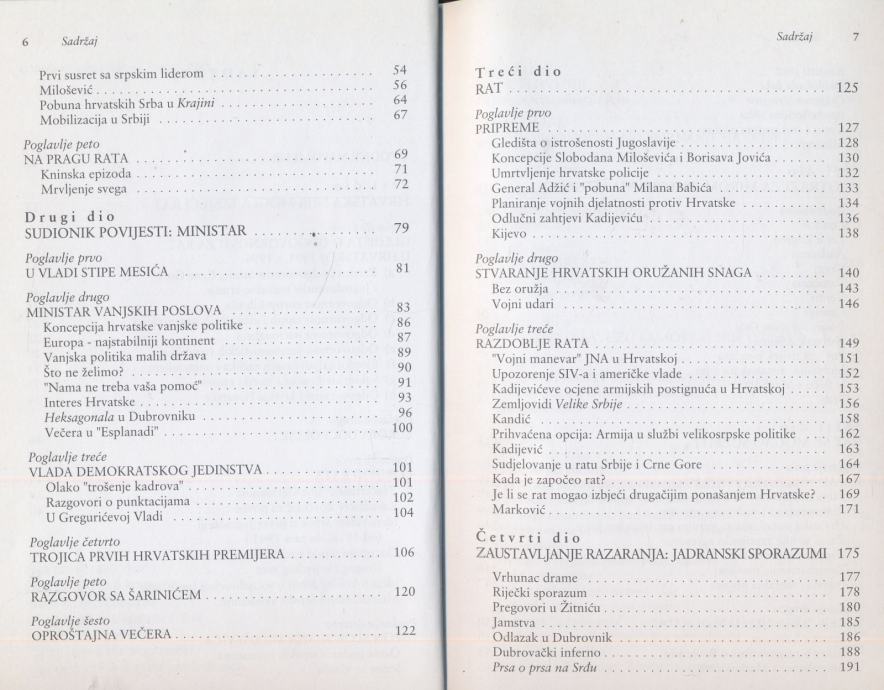 6 Sadržaj
Prvi susret sa srpskim liderom . . . . . . . . . . . . . . . . . . . . . 54
Milošević . . . . . . . . . . . . . . . . . . . . . . . . . . . . . . . . . . . . 56
Pobuna hrvatskih Srba u Krajini . . . . . . . . . . . . . . . . . . . . 64
Mobilizacija u Srbiji . . . . . . . . . . . . . . . . . . . . . . . . . . . . 67
Poglavlje peto
NA PRAGU RATA . . . . . . . . . . . . . . . . . . . . . . . . . . . . . . . 69
Kninska epizoda . . . . . . . . . . . . . . . . . . . . . . . . . . . . . . . 71
Mrvljenje svega . . . . . . . . . . . . . . . . . . . . . . . . . . . . . . . 72
Drugi dio
SUDIONIK POVIJESTI: MINISTAR . . . . . . . . . . . . . . . . 79
Poglavlje prvo
U VLADI STIPE MESIĆA . . . . . . . . . . . . . . . . . . . . . . . . . . 81
Poglavlje drugo
MINISTAR VANJSKIH POSLOVA . . . . . . . . . . . . . . . . . . . . 83
Koncepcija hrvatske vanjske politike . . . . . . . . . . . . . . . . . 86
Europa - najstabilniji kontinent . . . . . . . . . . . . . . . . . . . . 87
Vanjska politika malih država . . . . . . . . . . . . . . . . . . . . . . 89
Što ne želimo? . . . . . . . . . . . . . . . . . . . . . . . . . . . . . . . . 90
"Nama ne treba vaša pomoć" . . . . . . . . . . . . . . . . . . . . . . . 91
Interes Hrvatske . . . . . . . . . . . . . . . . . . . . . . . . . . . . . . . 93
Heksagonala u Dubrovniku . . . . . . . . . . . . . . . . . . . . . . . . 96
Večera u "Esplanadi" . . . . . . . . . . . . . . . . . . . . . . . . . . . . 100
Poglavlje treće
VLADA DEMOKRATSKOG JEDINSTVA . . . . . . . . . . . . . . . 101
Olako "trošenje kadrova" . . . . . . . . . . . . . . . . . . . . . . . . . 101
Razgovori o punktacijama . . . . . . . . . . . . . . . . . . . . . . . . 102
U Gregurićevoj Vladi . . . . . . . . . . . . . . . . . . . . . . . . . . . 104
Poglavlje četvrto
TROJICA PRVIH HRVATSKIH PREMIJERA . . . . . . . . . . . . 106
Poglavlje peto
RAZGOVOR SA ŠARINIĆEM . . . . . . . . . . . . . . . . . . . . . . . 120
Poglavlje šesto
OPROŠTAJNA VEČERA . . . . . . . . . . . . . . . . . . . . . . . . . . . 122
Sadržaj 7
Treći dio
RAT . . . . . . . . . . . . . . . . . . . . . . . . . . . . . . . . . . . . . . 125
Poglavlje prvo
PRIPREME . . . . . . . . . . . . . . . . . . . . . . . . . . . . . . . . . . . 127
Gledišta o istrošenosti Jugoslavije . . . . . . . . . . . . . . . . . . . 128
Koncepcije Slobodana Miloševića i Borisava Jovića . . . . . . . 130
Umrtvljenje hrvatske policije . . . . . . . . . . . . . . . . . . . . . . 132
General Adžić i "pobuna" Milana Babića . . . . . . . . . . . . . . 133
Planiranje vojnih djelatnosti protiv Hrvatske . . . . . . . . . . . 134
Odlučni zahtjevi Kadijeviću . . . . . . . . . . . . . . . . . . . . . . . 136
Kijevo . . . . . . . . . . . . . . . . . . . . . . . . . . . . . . . . . . . . . . 138
Poglavlje drugo
STVARANJE HRVATSKIH ORUŽANIH SNAGA . . . . . . . . . . 140
Bez oružja . . . . . . . . . . . . . . . . . . . . . . . . . . . . . . . . . . . 143
Vojni udari . . . . . . . . . . . . . . . . . . . . . . . . . . . . . . . . . . 146
Poglavlje treće
RAZDOBLJE RATA . . . . . . . . . . . . . . . . . . . . . . . . . . . . . . 149
"Vojni manevar" JNA u Hrvatskoj . . . . . . . . . . . . . . . . . . . 151
Upozorenje SIV-a i američke vlade . . . . . . . . . . . . . . . . . . 152
Kadijevićeve ocjene armijskih postignuća u Hrvatskoj . . . . . 153
Zemljovidi Velike Srbije . . . . . . . . . . . . . . . . . . . . . . . . . . 156
Kandić . . . . . . . . . . . . . . . . . . . . . . . . . . . . . . . . . . . . . 158
Prihvaćena opcija: Armija u službi velikosrpske politike . . . 162
Kadijević . . . . . . . . . . . . . . . . . . . . . . . . . . . . . . . . . . . . 163
Sudjelovanje u ratu Srbije i Crne Gore . . . . . . . . . . . . . . . 164
Kada je započeo rat? . . . . . . . . . . . . . . . . . . . . . . . . . . . . 167
Je li se rat mogao izbjeći drugačijim ponašanjem Hrvatske? . 169
Marković . . . . . . . . . . . . . . . . . . . . . . . . . . . . . . . . . . . . 171
Četvrti dio
ZAUSTAVLJANJE RAZARANJA: JADRANSKI SPORAZUMI 175
Vrhunac drame . . . . . . . . . . . . . . . . . . . . . . . . . . . . . . . 177
Riječki sporazum . . . . . . . . . . . . . . . . . . . . . . . . . . . . . . 178
Pregovori u Žitniću . . . . . . . . . . . . . . . . . . . . . . . . . . . . . 180
Jamstva . . . . . . . . . . . . . . . . . . . . . . . . . . . . . . . . . . . . . 185
Odlazak u Dubrovnik . . . . . . . . . . . . . . . . . . . . . . . . . . . 186
Dubrovački inferno . . . . . . . . . . . . . . . . . . . . . . . . . . . . . 188
Prsa o prsa na Srđu . . . . . . . . . . . . . . . . . . . . . . . . . . . . . 191